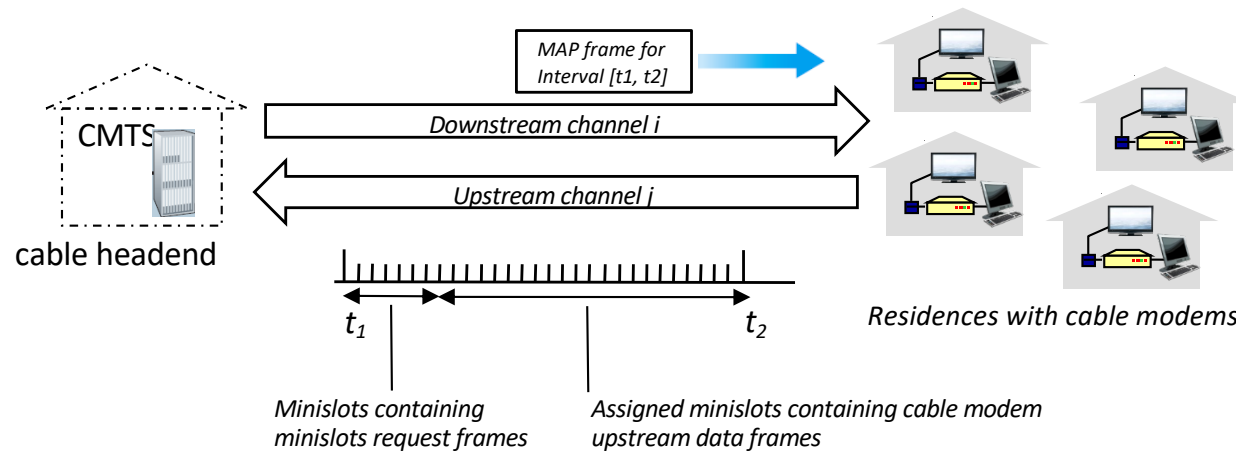 MAP frame for
Interval [t1, t2]
CMTS
Downstream channel i
Upstream channel j
cable headend
t1
t2
Residences with cable modems
Minislots containing
minislots request frames
Assigned minislots containing cable modem
upstream data frames